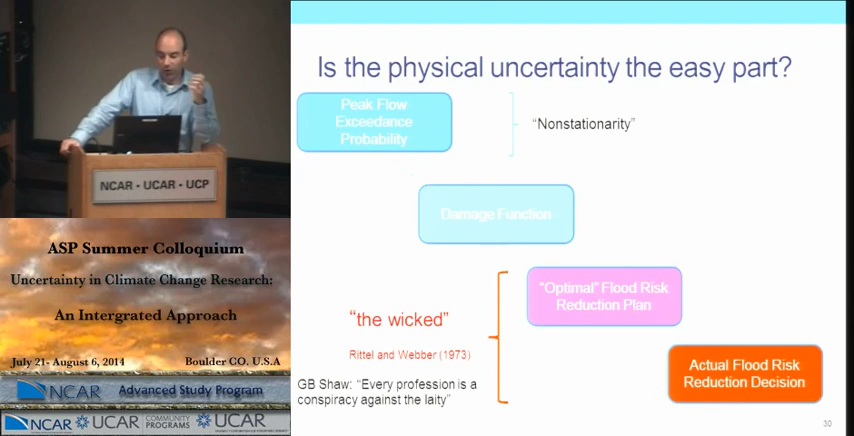 NCAR - UCAR - UCP
ASP Summer Colloquium
Uncertainty in Climate Change Research:
An Intergrated Approach
July 21- August 6, 2014 Boulder CO. U.S.A
NCAR Advanced Study Program
NCAR UCAR COMMUNITY PROGRAMS UCAR
Is the physical uncertainty the easy part?
Peak Flow
Exceedance
Probability
“Nonstationarity”
Damage Function
“Optimal” Flood Risk
Reduction Plan
“the wicked”
Rittel and Webber (1973)
Actual Flood Risk
Reduction Decision
GB Shaw: “Every profession is a
conspiracy against the laity”
30